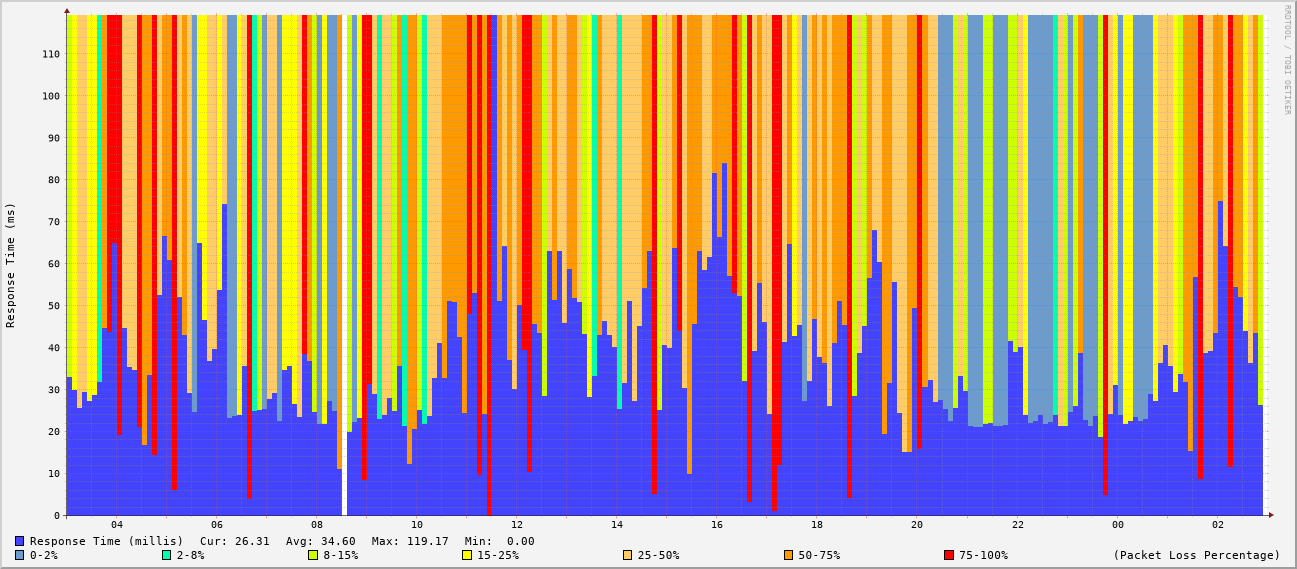 RRDTOOL / TOBI OETIKER
Response Time (ms)
110
100
90
80
70
60
50
40
30
20
10
0
04 06 08 10 12 14 16 18 20 22 00 02
Response Time (millis) Cur: 26.31 Avg: 34.60 Max: 119.17 Min: 0.00
0-2% 2-8% 8-15% 15-25% 25-50% 50-75% 75-100% (Packet Loss Percentage)